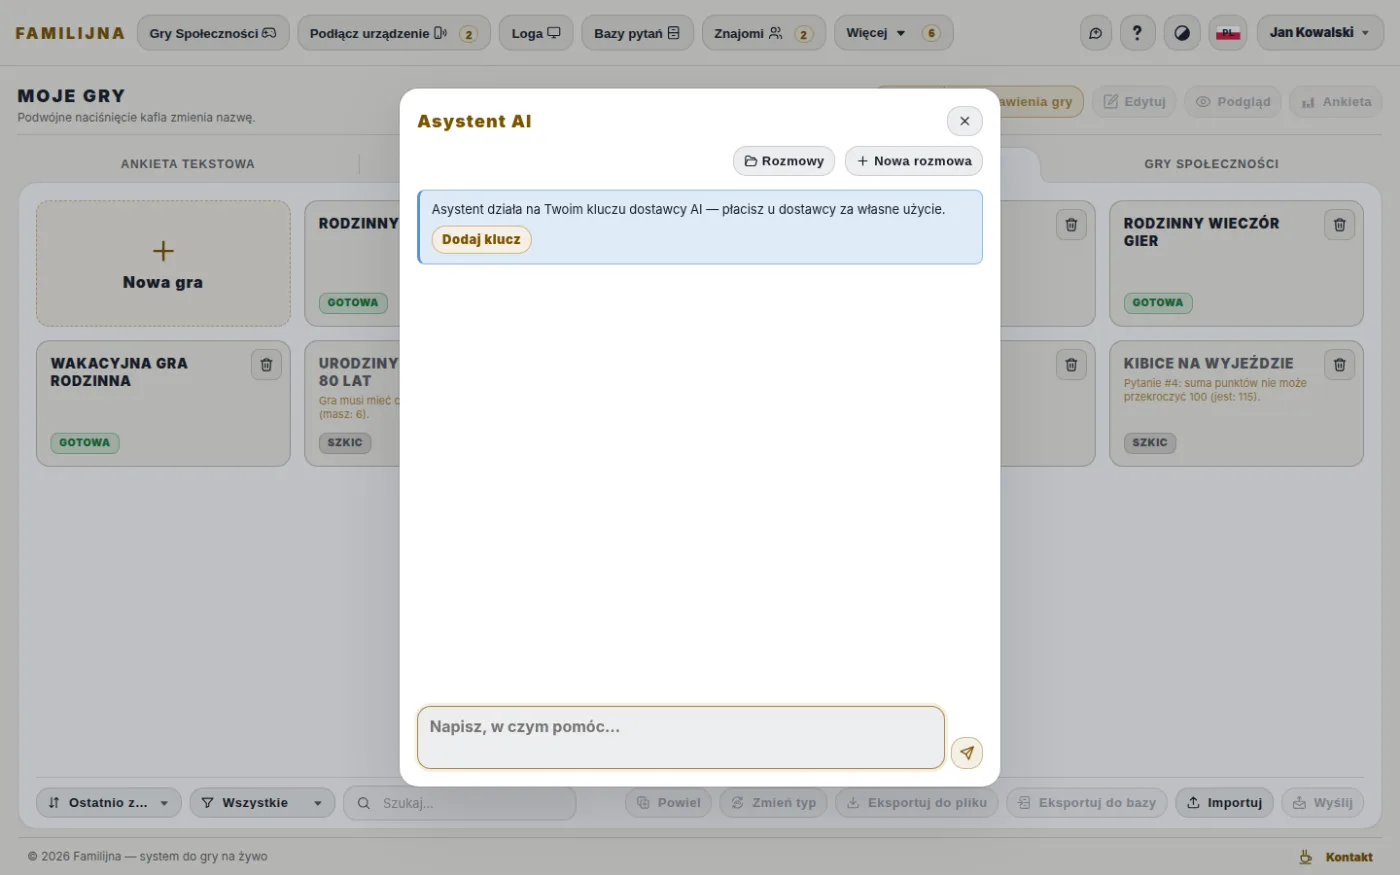 FAMILIJNA
Gry Społeczności
Podłącz urządzenie 2
Loga
Bazy pytań
Znajomi 2
Więcej 6
?
PL
Jan Kowalski
MOJE GRY
Podwójne naciśnięcie kafla zmienia nazwę.
gry
Edytuj
Podgląd
Ankieta
ANKIETA TEKSTOWA
GRY SPOŁECZNOŚCI
Nowa gra
RODZINNY
GOTOWA
RODZINNY WIECZÓR
GIER
GOTOWA
WAKACYJNA GRA
RODZINNA
GOTOWA
URODZINY
80 LAT
Gra musi mieć
(masz: 6).
SZKIC
KIBICE NA WYJEŹDZIE
Pytanie #4: suma punktów nie może
przekroczyć 100 (jest: 115).
SZKIC
Asystent AI
Rozmowy
Nowa rozmowa
Asystent działa na Twoim kluczu dostawcy AI — płacisz u dostawcy za własne użycie.
Dodaj klucz
Napisz, w czym pomóc...
Ostatnio z...
Wszystkie
Szukaj...
Powiel
Zmień typ
Eksportuj do pliku
Eksportuj do bazy
Importuj
Wyślij
© 2026 Familijna — system do gry na żywo
Kontakt